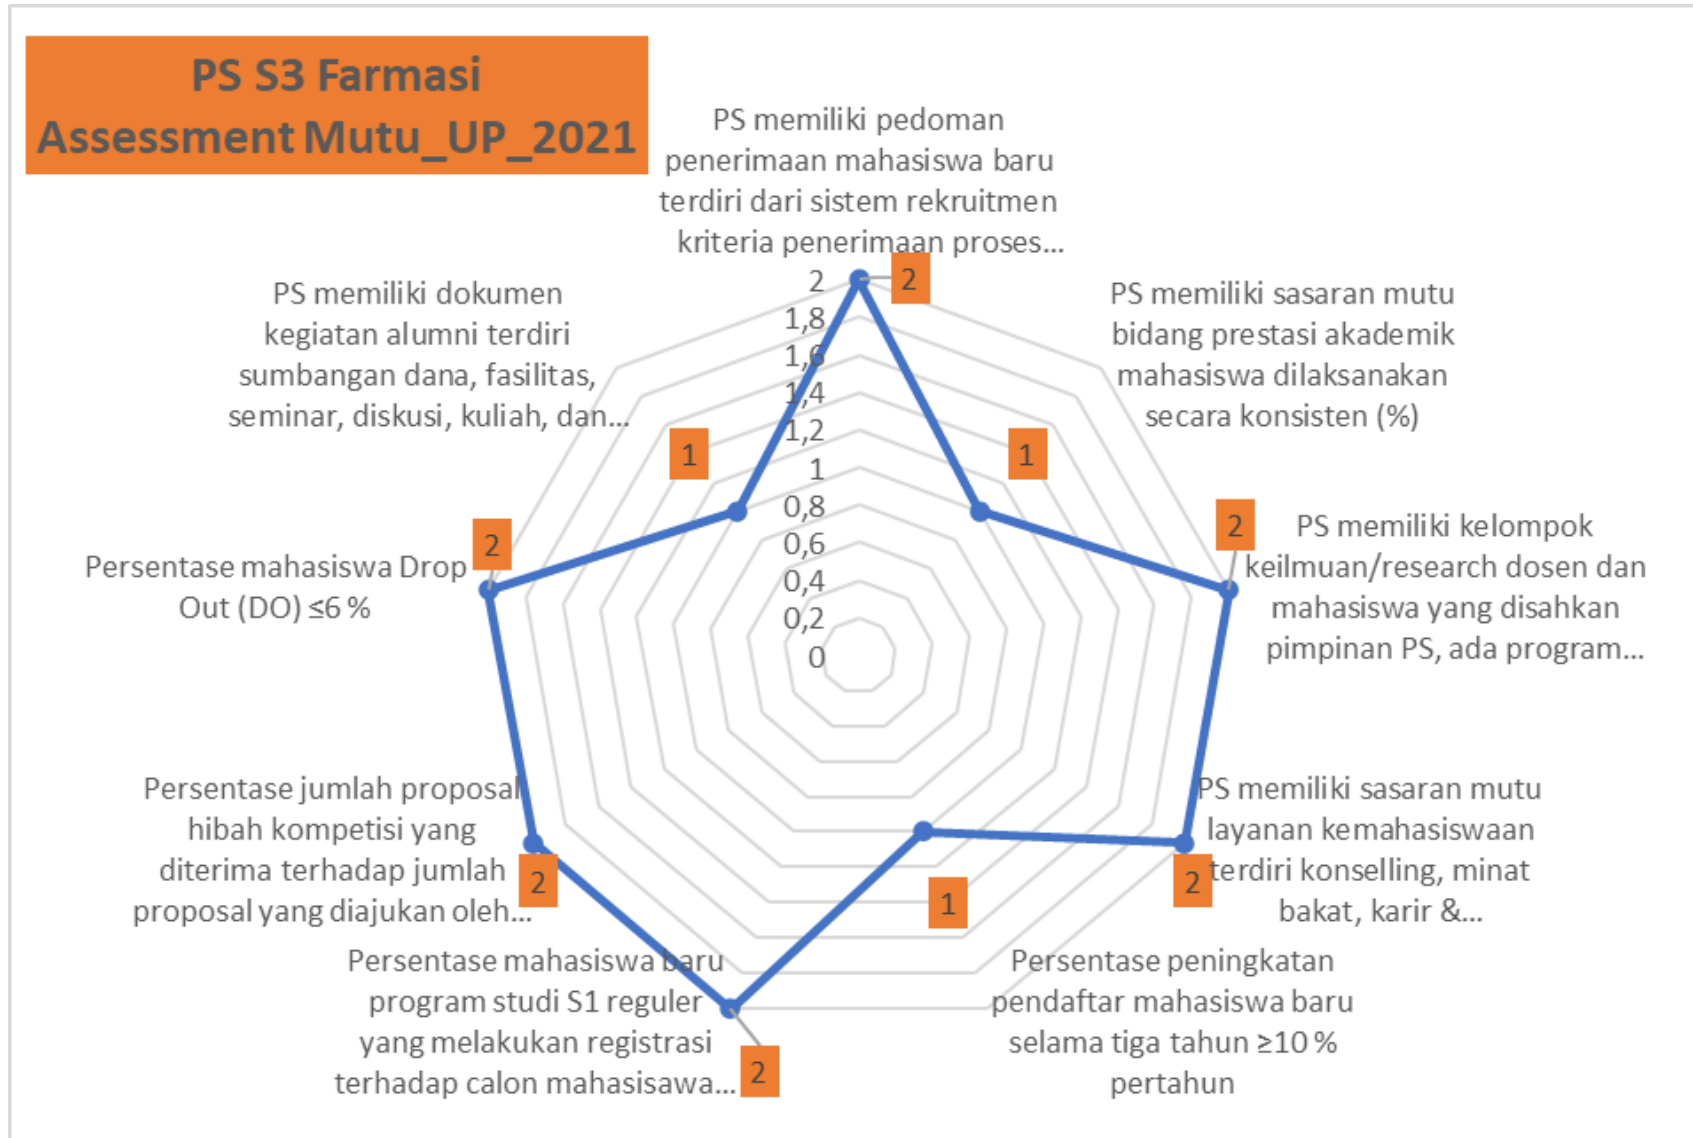 PS S3 Farmasi
Assessment Mutu_UP_2021
PS memiliki pedoman
penerimaan mahasiswa baru
terdiri dari sistem rekruitmen
kriteria penerimaan proses...
2
PS memiliki sasaran mutu
bidang prestasi akademik
mahasiswa dilaksanakan
secara konsisten (%)
1
PS memiliki kelompok
keilmuan/research dosen dan
mahasiswa yang disahkan
pimpinan PS, ada program...
2
PS memiliki sasaran mutu
layanan kemahasiswaan
terdiri konselling, minat
bakat, karir &...
2
Persentase peningkatan
pendaftar mahasiswa baru
selama tiga tahun ≥10 %
pertahun
1
Persentase mahasiswa baru
program studi S1 reguler
yang melakukan registrasi
terhadap calon mahasisawa...
2
Persentase jumlah proposal
hibah kompetisi yang
diterima terhadap jumlah
proposal yang diajukan oleh...
2
Persentase mahasiswa Drop
Out (DO) ≤6 %
2
PS memiliki dokumen
kegiatan alumni terdiri
sumbangan dana, fasilitas,
seminar, diskusi, kuliah, dan...
1
2
1,8
1,6
1,4
1,2
1
0,8
0,6
0,4
0,2
0